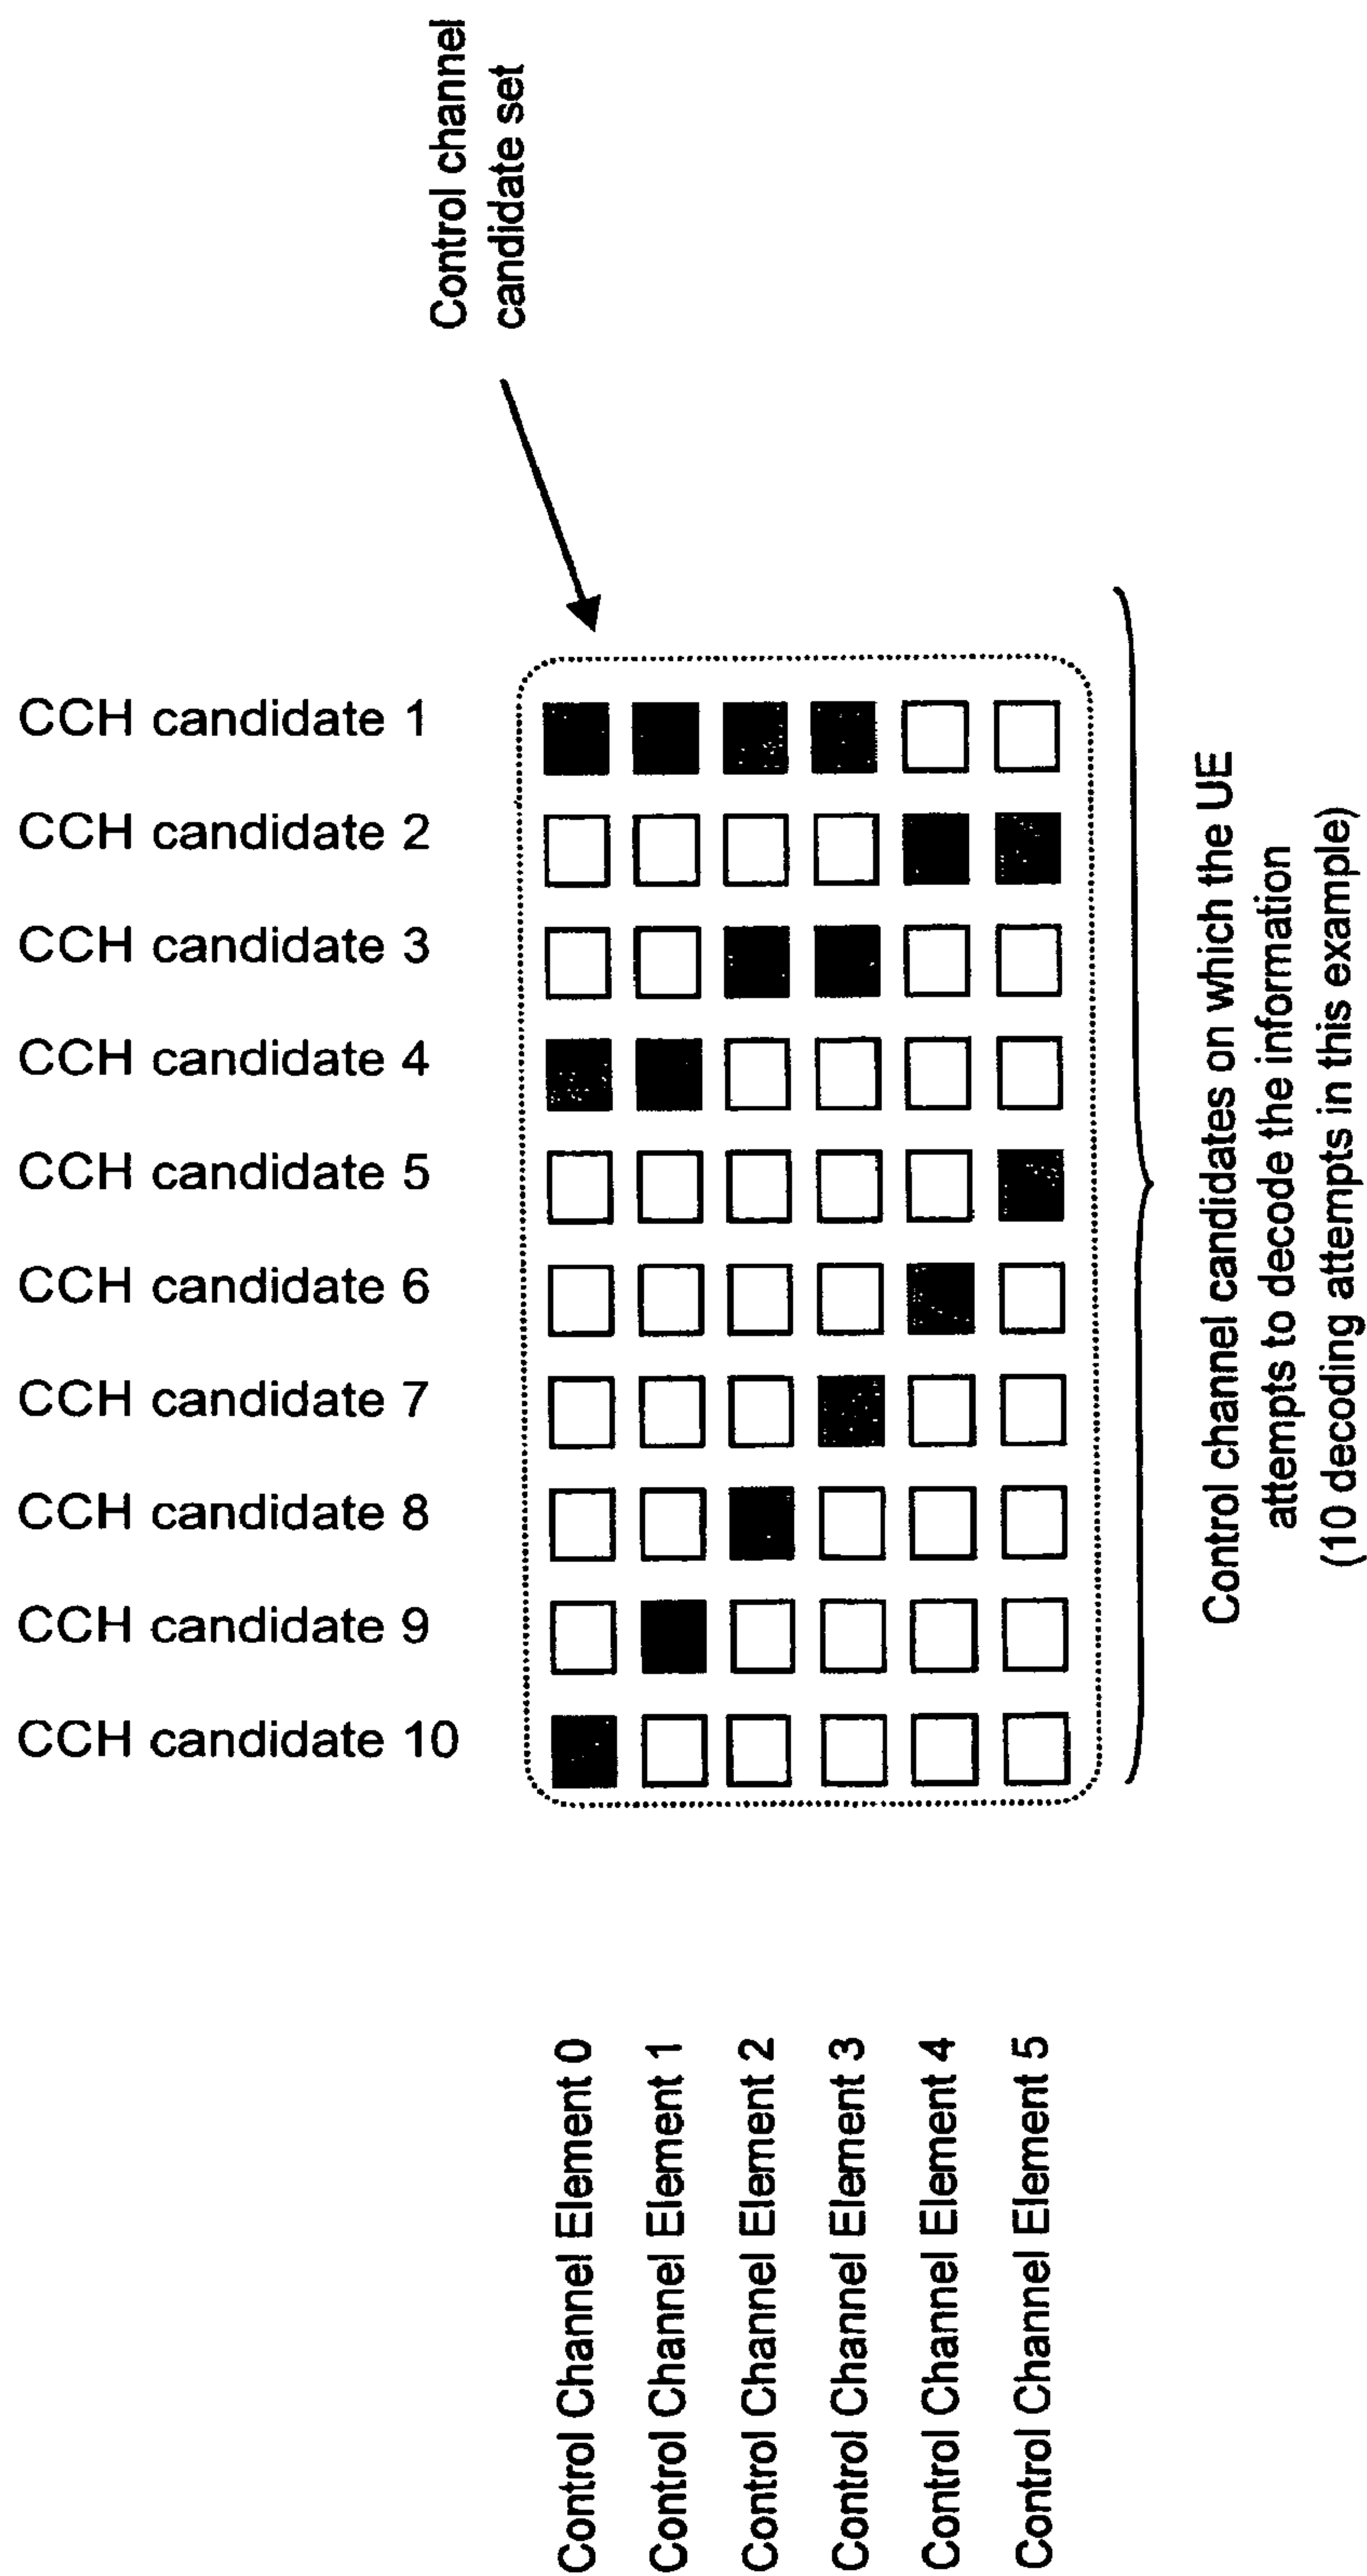 Control channel
candidate set
CCH candidate 1
CCH candidate 2
CCH candidate 3
CCH candidate 4
CCH candidate 5
CCH candidate 6
CCH candidate 7
CCH candidate 8
CCH candidate 9
CCH candidate 10
Control channel candidates on which the UE
attempts to decode the information
(10 decoding attempts in this example)
Control Channel Element 0
Control Channel Element 1
Control Channel Element 2
Control Channel Element 3
Control Channel Element 4
Control Channel Element 5